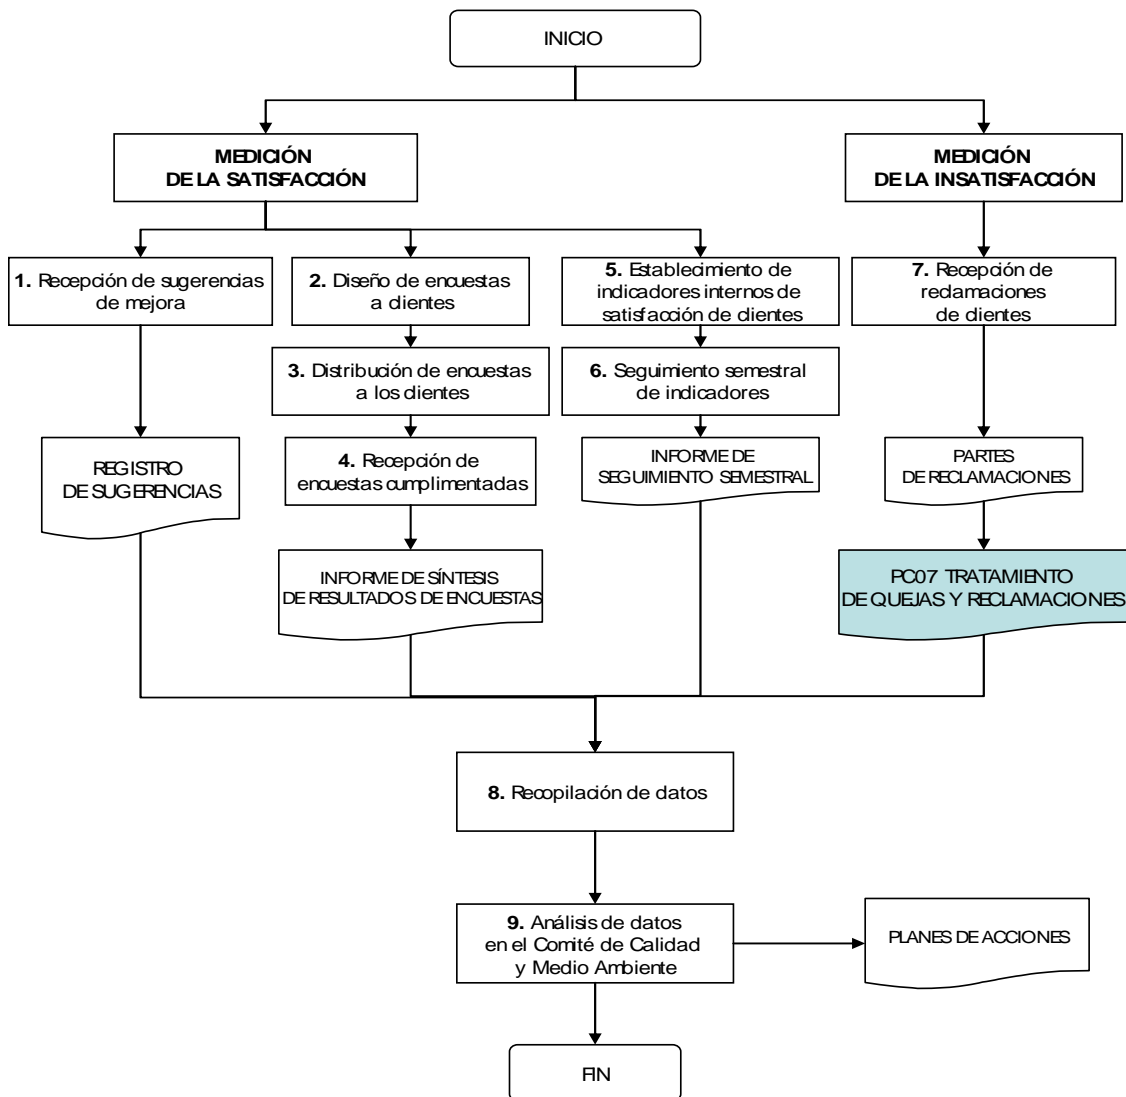 INICIO
MEDICIÓN
DE LA SATISFACCIÓN
MEDICIÓN
DE LA INSATISFACCIÓN
1. Recepción de sugerencias
de mejora
2. Diseño de encuestas
a clientes
5. Establecimiento de
indicadores internos de
satisfacción de clientes
7. Recepción de
reclamaciones
de clientes
3. Distribución de encuestas
a los clientes
6. Seguimiento semestral
de indicadores
REGISTRO
DE SUGERENCIAS
4. Recepción de
encuestas cumplimentadas
INFORME DE
SEGUIMIENTO SEMESTRAL
PARTES
DE RECLAMACIONES
INFORME DE SÍNTESIS
DE RESULTADOS DE ENCUESTAS
PC07 TRATAMIENTO
DE QUEJAS Y RECLAMACIONES
8. Recopilación de datos
9. Análisis de datos
en el Comité de Calidad
y Medio Ambiente
PLANES DE ACCIONES
FIN